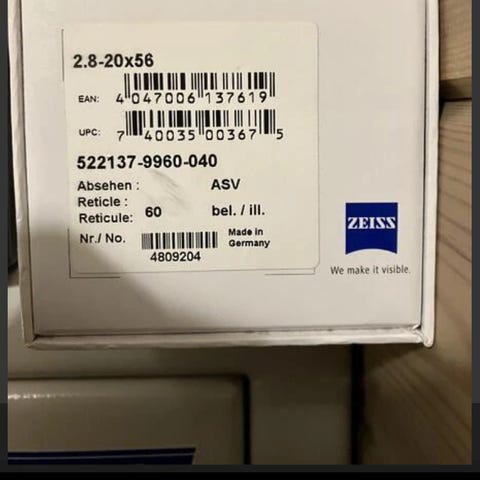 2.8-20x56
EAN: 4 047006 137619
UPC: 7 40035 00367 5
522137-9960-040
Absehen : ASV
Reticle :
Reticule: 60 bel. / ill.
Nr./ No. Made in
Germany
4809204
ZEISS
We make it visible.